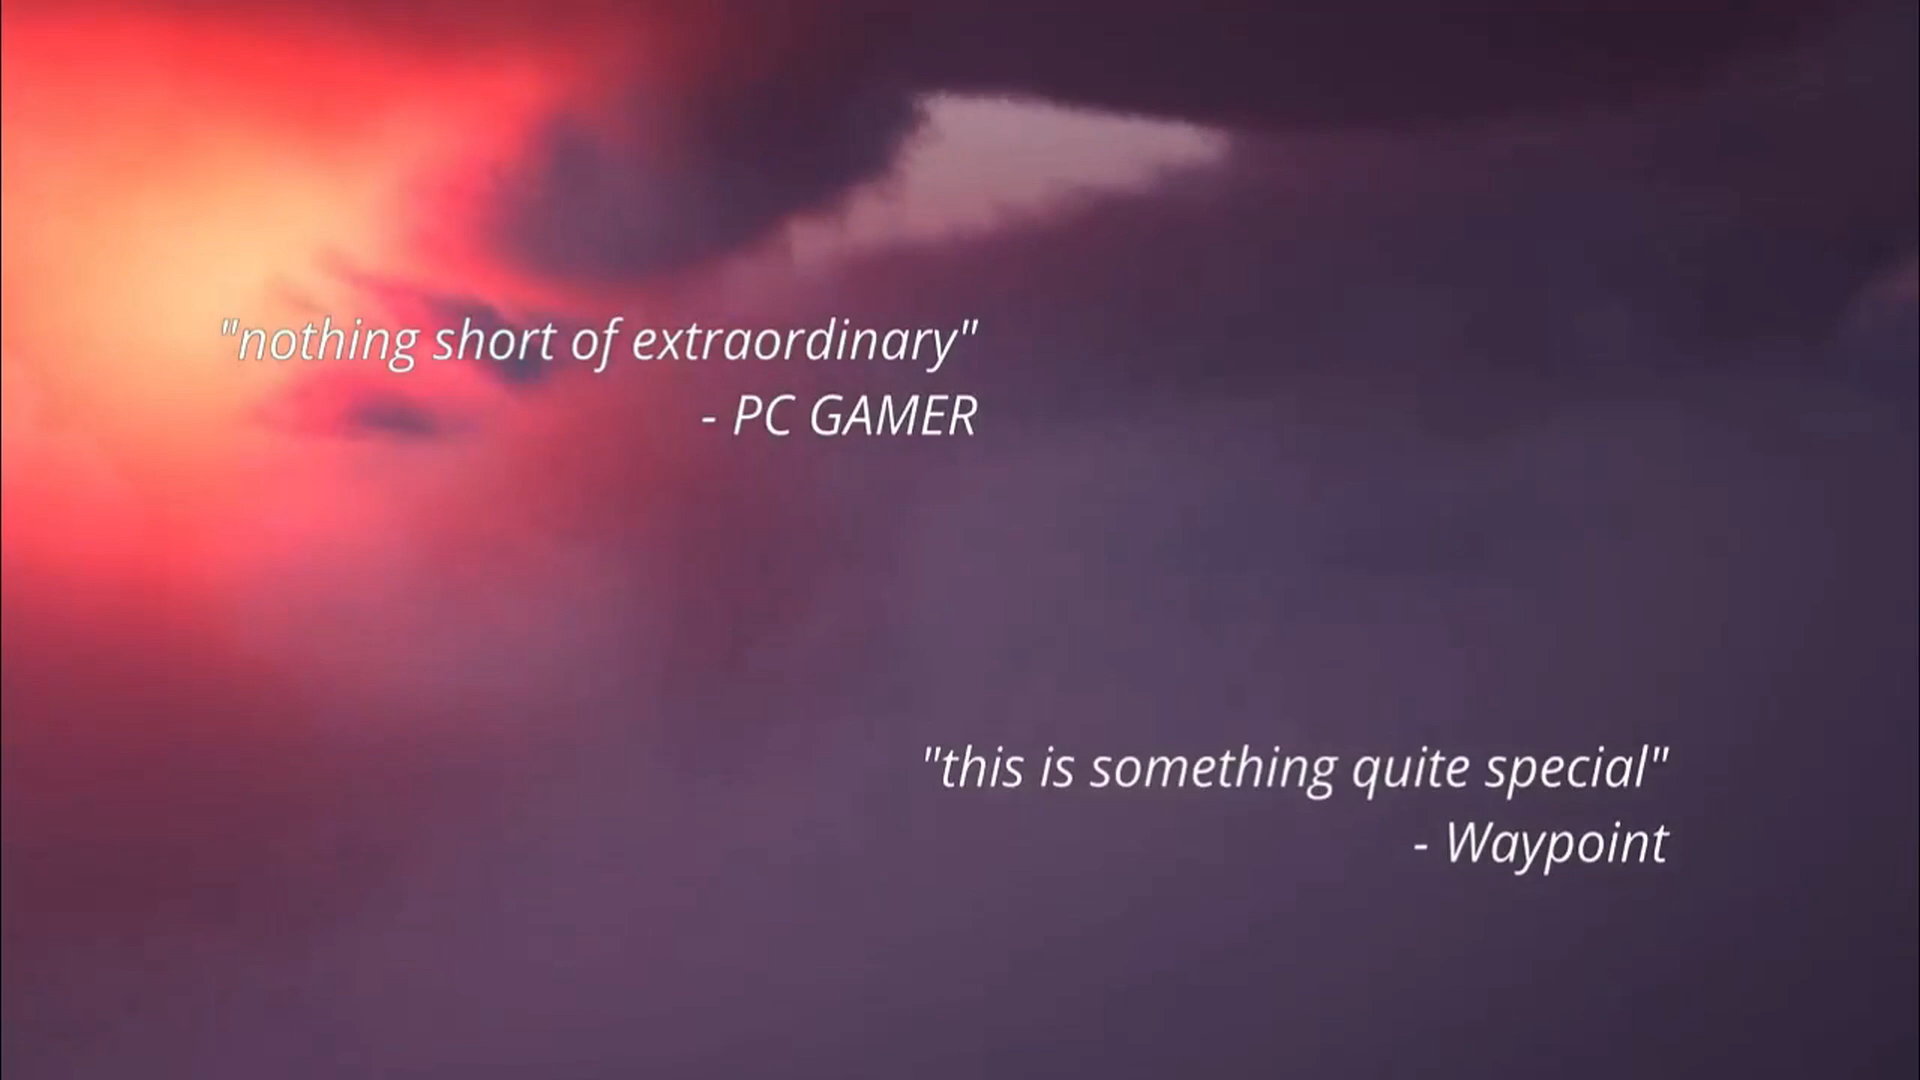 "nothing short of extraordinary"
- PC GAMER
"this is something quite special"
- Waypoint